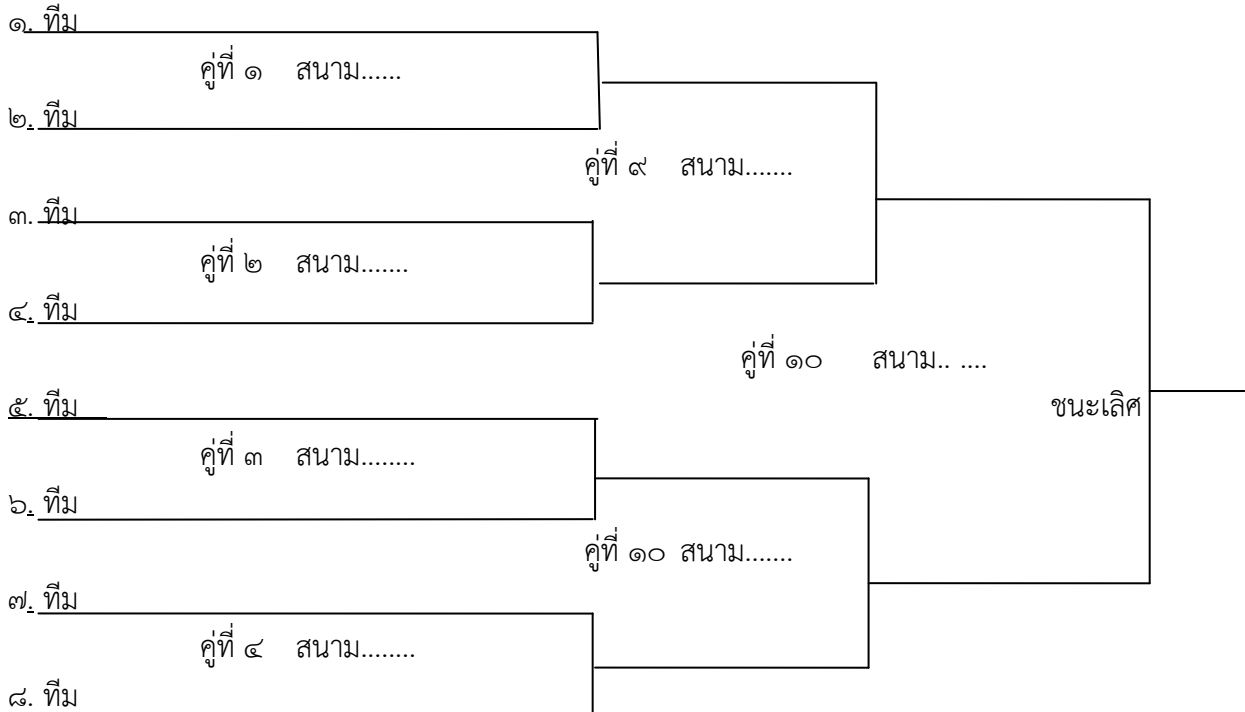 ๑. ทีม
คู่ที่ ๑ สนาม......
๒. ทีม
คู่ที่ ๙ สนาม.......
๓. ทีม
คู่ที่ ๒ สนาม.......
๔. ทีม
คู่ที่ ๑๐ สนาม.. ....
๕. ทีม
ชนะเลิศ
คู่ที่ ๓ สนาม........
๖. ทีม
คู่ที่ ๑๐ สนาม.......
๗. ทีม
คู่ที่ ๔ สนาม........
๘. ทีม